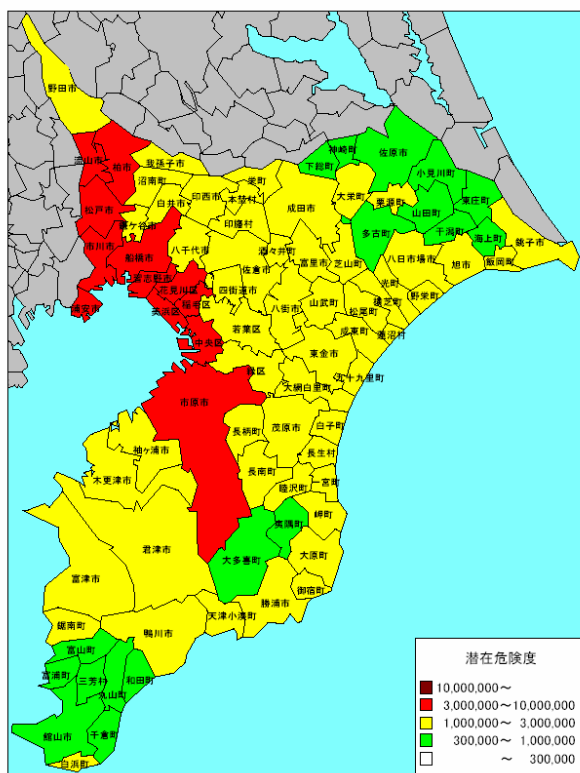 野田市
流山市
柏市
我孫子市
沼南町
松戸市
白井市
印西市
栄町
本埜村
印旛村
成田市
下総町
神崎町
佐原市
小見川町
東庄町
大栄町
栗源町
山田町
干潟町
海上町
銚子市
多古町
飯岡町
市川市
鎌ケ谷市
船橋市
八千代市
酒々井町
佐倉市
富里市
芝山町
八日市場市
旭市
光町
野栄町
浦安市
習志野市
花見川区
美浜区
稲毛区
中央区
四街道市
若葉区
八街市
山武町
松尾町
横芝町
蓮沼村
成東町
東金市
緑区
大網白里町
五十九里町
市原市
長柄町
茂原市
白子町
長生村
長南町
睦沢町
一宮町
袖ヶ浦市
木更津市
岬町
夷隅町
大多喜町
大原町
御宿町
勝浦市
君津市
富津市
天津小湊町
鴨川市
鋸南町
富山町
富浦町
三芳村
丸山町
和田町
館山市
千倉町
白浜町
潜在危険度
10,000,000～
3,000,000～10,000,000
1,000,000～ 3,000,000
300,000～ 1,000,000
～ 300,000